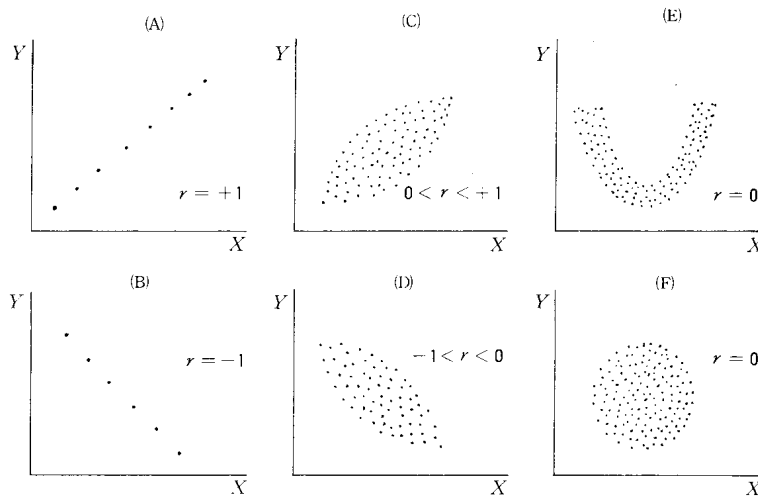 (A)
Y
r = +1
X
(C)
Y
0 < r < +1
X
(E)
Y
r = 0
X
(B)
Y
r = −1
X
(D)
Y
−1 < r < 0
X
(F)
Y
r = 0
X